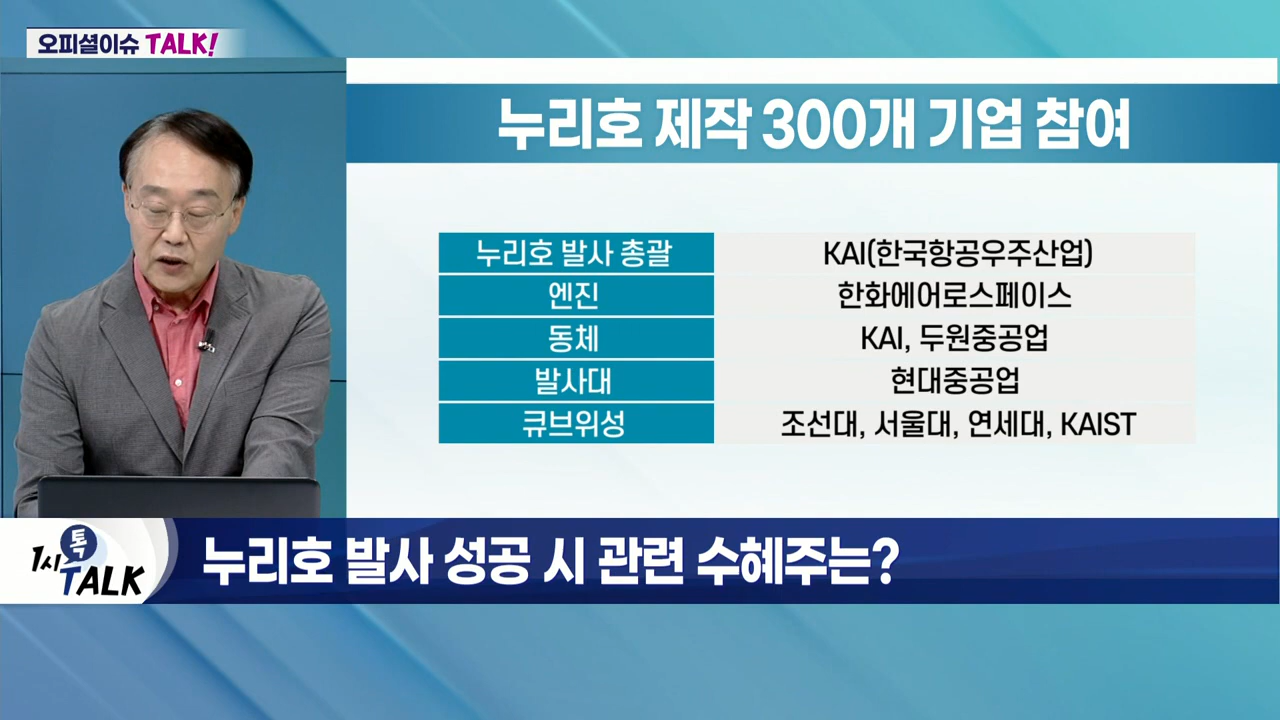 오피셜이슈 TALK!
누리호 제작 300개 기업 참여
누리호 발사 총괄 KAI(한국항공우주산업)
엔진 한화에어로스페이스
동체 KAI, 두원중공업
발사대 현대중공업
큐브위성 조선대, 서울대, 연세대, KAIST
1시 톡 TALK
누리호 발사 성공 시 관련 수혜주는?